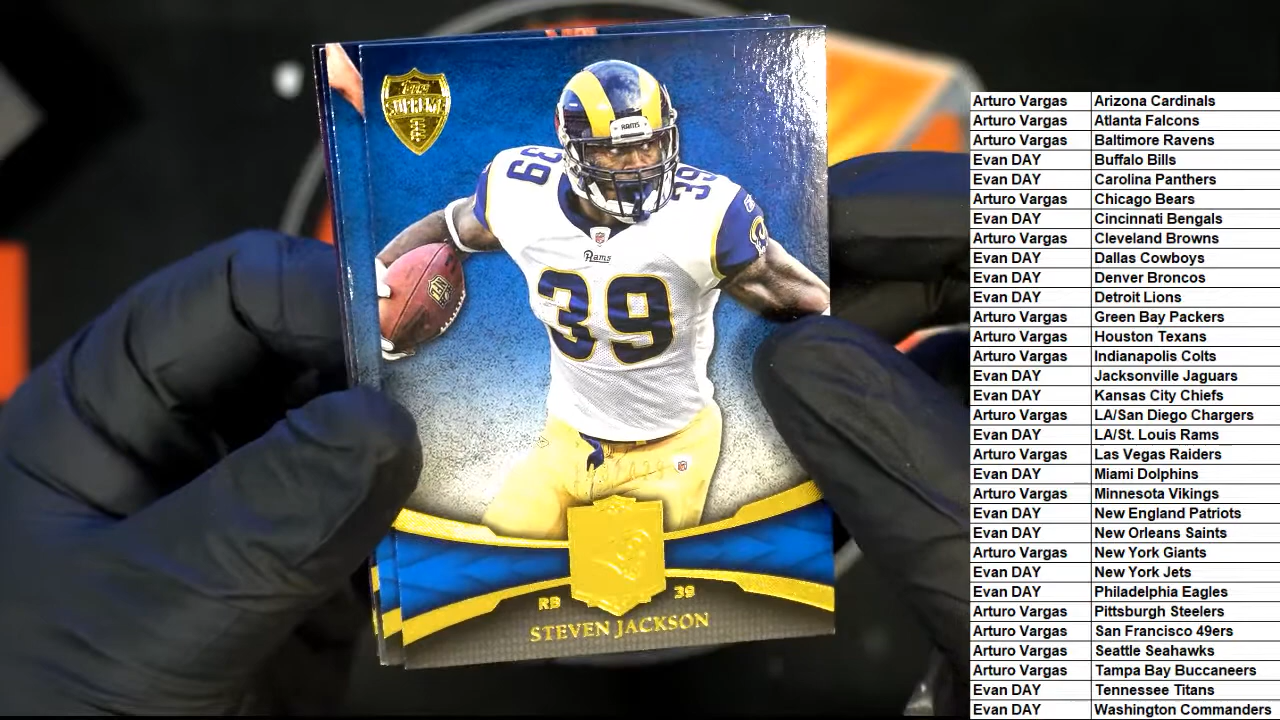 Topps
SUPREME
RAMS
39
39
Rams
39
RB 39
STEVEN JACKSON
Arturo Vargas Arizona Cardinals
Arturo Vargas Atlanta Falcons
Arturo Vargas Baltimore Ravens
Evan DAY Buffalo Bills
Evan DAY Carolina Panthers
Arturo Vargas Chicago Bears
Evan DAY Cincinnati Bengals
Arturo Vargas Cleveland Browns
Evan DAY Dallas Cowboys
Evan DAY Denver Broncos
Evan DAY Detroit Lions
Arturo Vargas Green Bay Packers
Arturo Vargas Houston Texans
Arturo Vargas Indianapolis Colts
Evan DAY Jacksonville Jaguars
Evan DAY Kansas City Chiefs
Arturo Vargas LA/San Diego Chargers
Evan DAY LA/St. Louis Rams
Arturo Vargas Las Vegas Raiders
Evan DAY Miami Dolphins
Arturo Vargas Minnesota Vikings
Evan DAY New England Patriots
Evan DAY New Orleans Saints
Arturo Vargas New York Giants
Evan DAY New York Jets
Evan DAY Philadelphia Eagles
Arturo Vargas Pittsburgh Steelers
Arturo Vargas San Francisco 49ers
Arturo Vargas Seattle Seahawks
Arturo Vargas Tampa Bay Buccaneers
Evan DAY Tennessee Titans
Evan DAY Washington Commanders